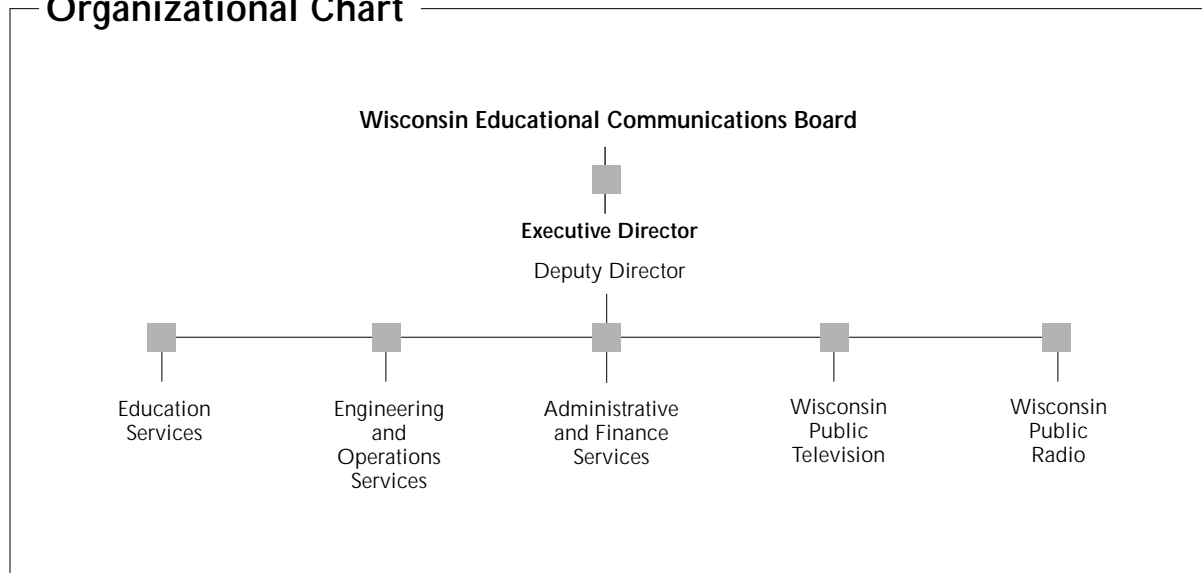 Organizational Chart
Wisconsin Educational Communications Board
Executive Director
Deputy Director
Education
Services
Engineering
and
Operations
Services
Administrative
and Finance
Services
Wisconsin
Public
Television
Wisconsin
Public
Radio